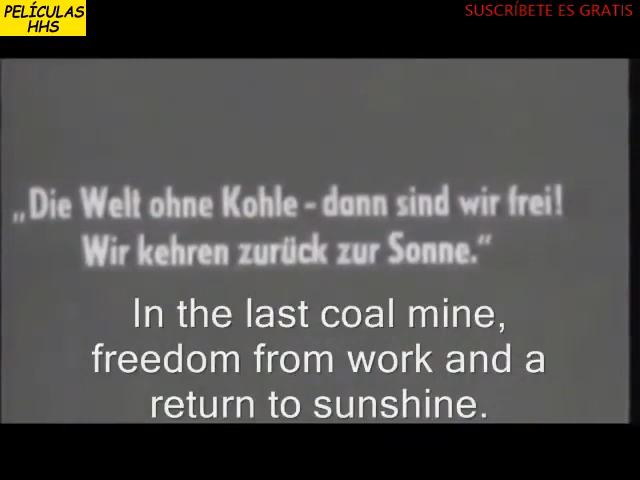 PELÍCULAS
HHS
SUSCRÍBETE ES GRATIS
„Die Welt ohne Kohle - dann sind wir frei!
Wir kehren zurück zur Sonne.“
In the last coal mine,
freedom from work and a
return to sunshine.